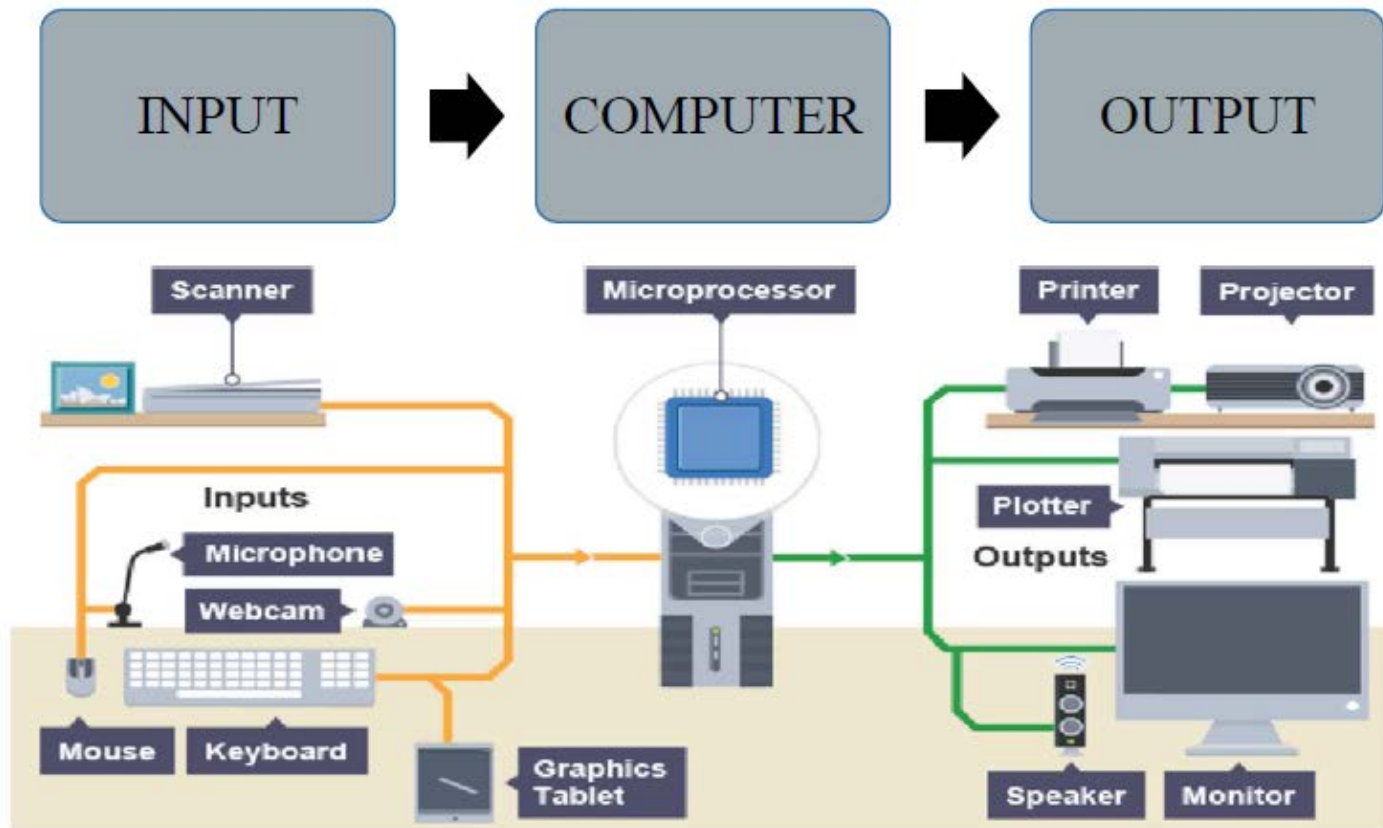 INPUT
COMPUTER
OUTPUT
Scanner
Microprocessor
Printer
Projector
Inputs
Microphone
Webcam
Mouse
Keyboard
Graphics
Tablet
Plotter
Outputs
Speaker
Monitor